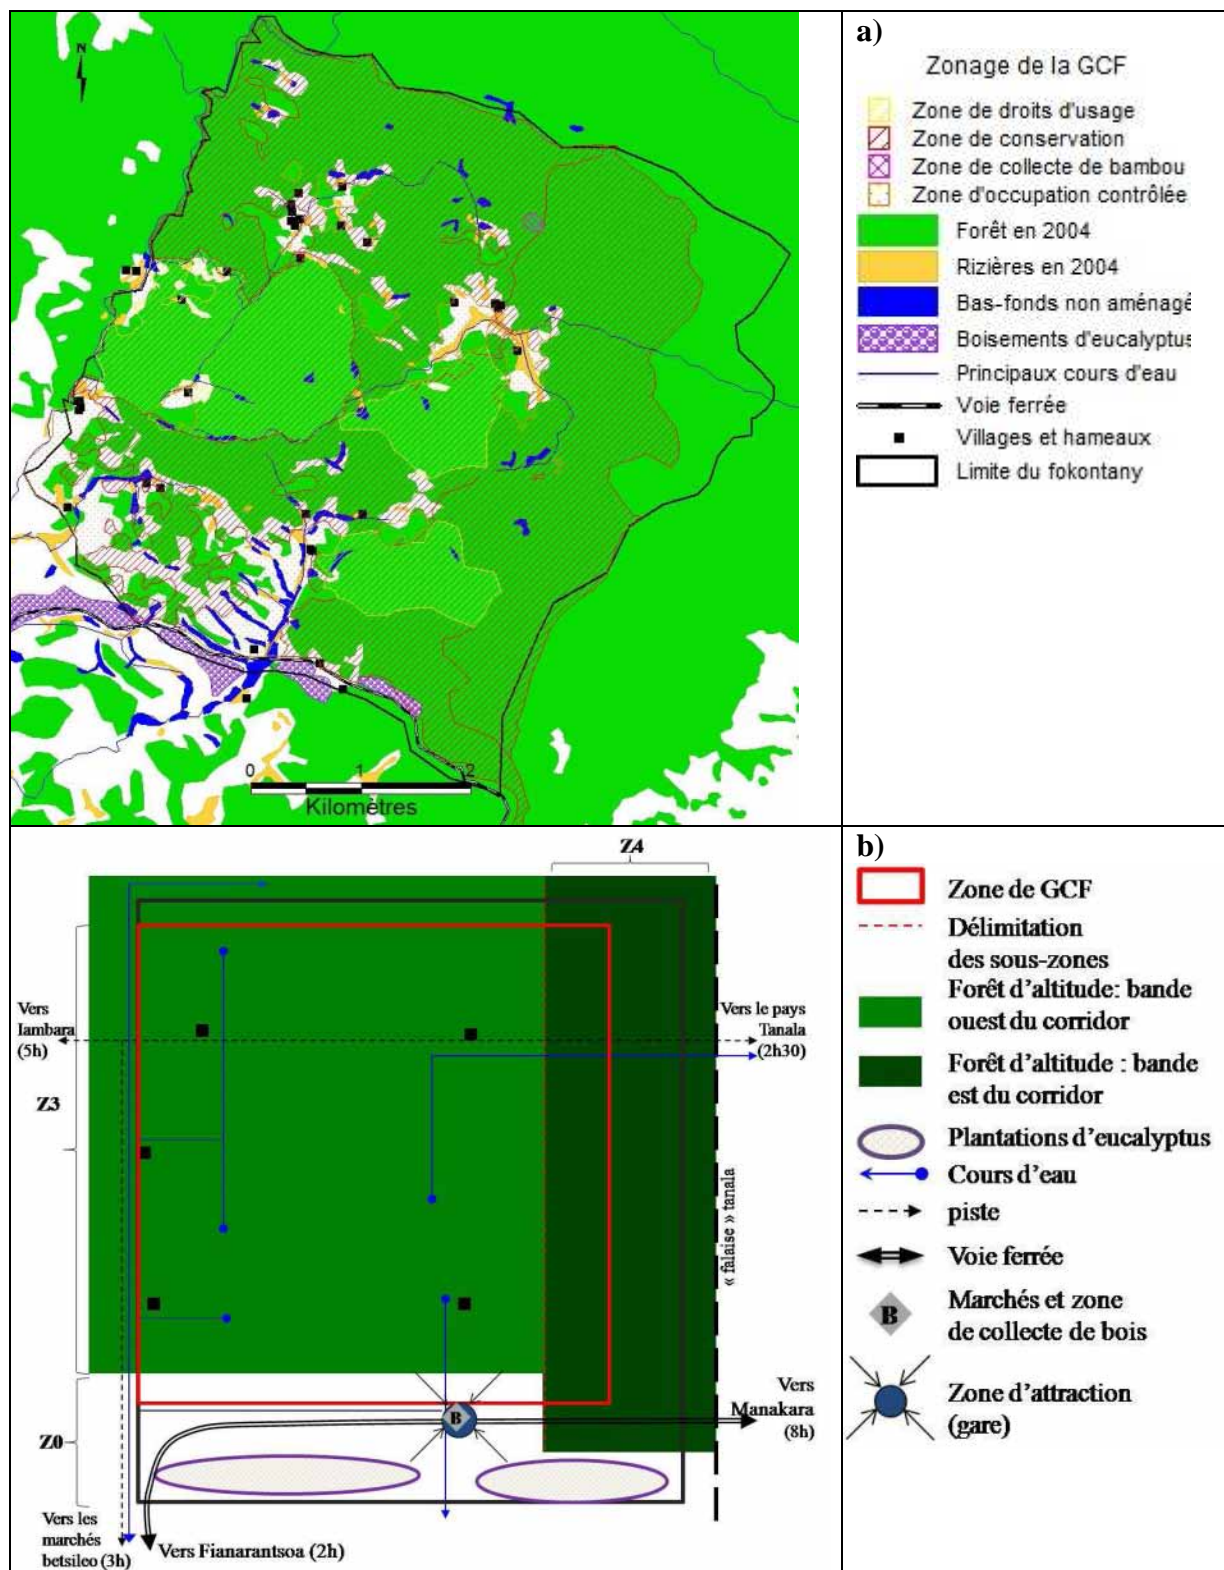 N
0 1 2
Kilomètres
a)
Zonage de la GCF
Zone de droits d'usage
Zone de conservation
Zone de collecte de bambou
Zone d'occupation contrôlée
Forêt en 2004
Rizières en 2004
Bas-fonds non aménagé
Boisements d'eucalyptus
Principaux cours d'eau
Voie ferrée
Villages et hameaux
Limite du fokontany
Z4
Vers
Iambara
(5h)
Vers le pays
Tanala
(2h30)
Z3
« falaise » tanala
Vers
Manakara
(8h)
B
Z0
Vers les
marchés
betsileo (3h)
Vers Fianarantsoa (2h)
b)
Zone de GCF
Délimitation
des sous-zones
Forêt d'altitude: bande
ouest du corridor
Forêt d'altitude : bande
est du corridor
Plantations d'eucalyptus
Cours d'eau
piste
Voie ferrée
B
Marchés et zone
de collecte de bois
Zone d'attraction
(gare)